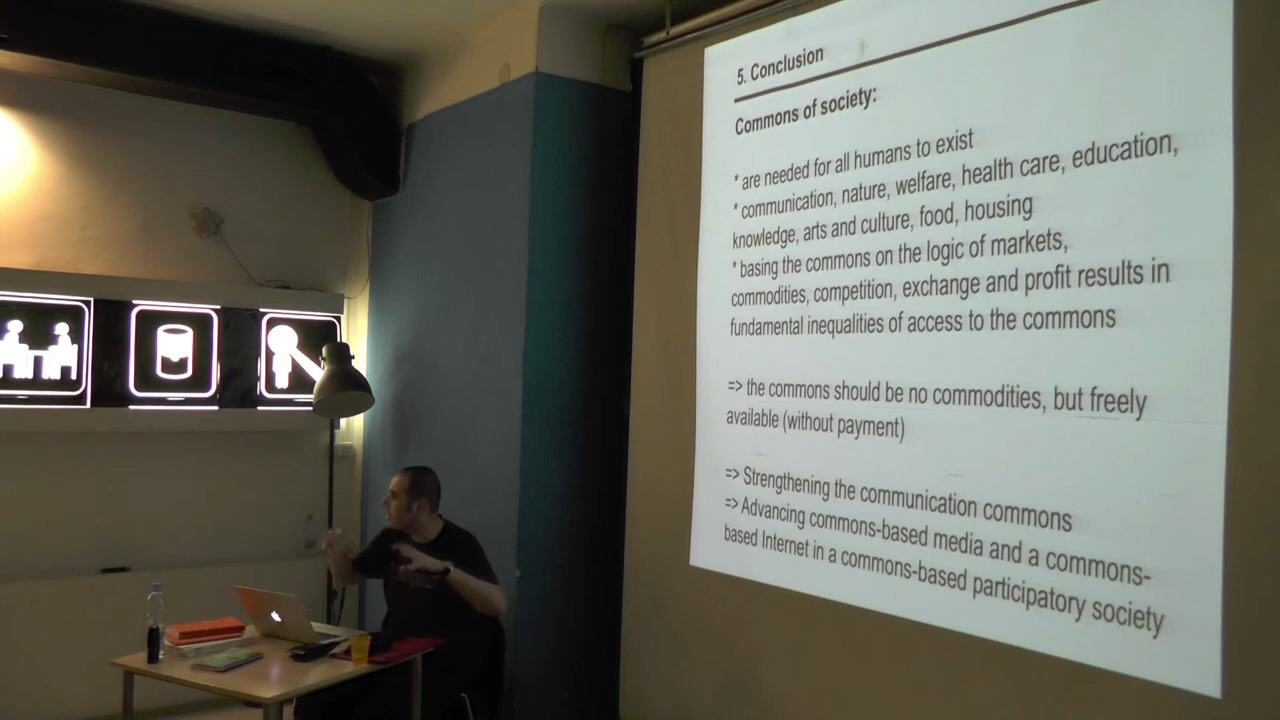 5. Conclusion
Commons of society:
* are needed for all humans to exist
* communication, nature, welfare, health care, education,
knowledge, arts and culture, food, housing
* basing the commons on the logic of markets,
commodities, competition, exchange and profit results in
fundamental inequalities of access to the commons
=> the commons should be no commodities, but freely
available (without payment)
=> Strengthening the communication commons
=> Advancing commons-based media and a commons-
based Internet in a commons-based participatory society